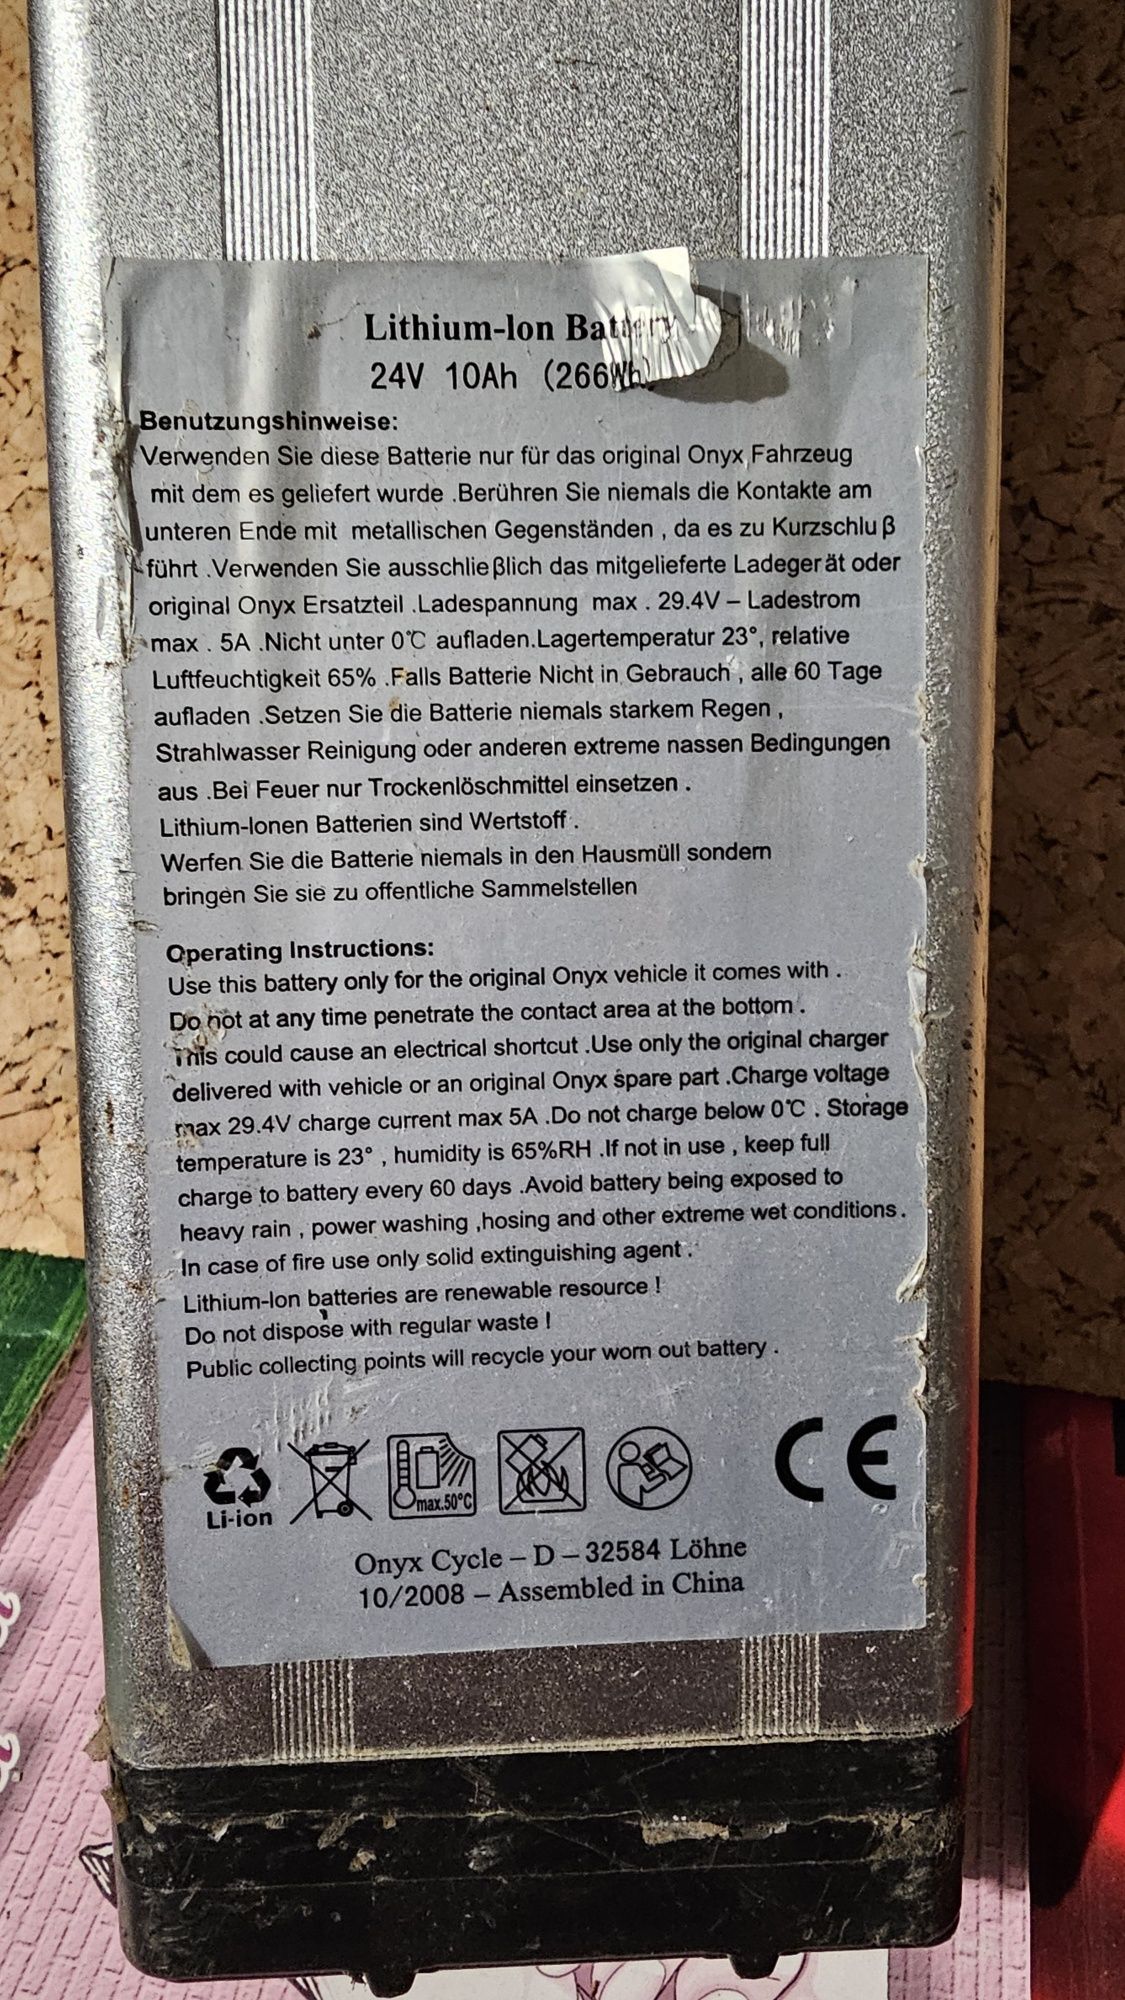 Lithium-Ion Battery
24V 10Ah (266Wh)
Benutzungshinweise:
Verwenden Sie diese Batterie nur für das original Onyx Fahrzeug
mit dem es geliefert wurde .Berühren Sie niemals die Kontakte am
unteren Ende mit metallischen Gegenständen , da es zu Kurzschluß
führt .Verwenden Sie ausschließlich das mitgelieferte Ladegerät oder
original Onyx Ersatzteil .Ladespannung max . 29.4V – Ladestrom
max . 5A .Nicht unter 0℃ aufladen.Lagertemperatur 23°, relative
Luftfeuchtigkeit 65% .Falls Batterie Nicht in Gebrauch , alle 60 Tage
aufladen .Setzen Sie die Batterie niemals starkem Regen ,
Strahlwasser Reinigung oder anderen extreme nassen Bedingungen
aus .Bei Feuer nur Trockenlöschmittel einsetzen .
Lithium-Ionen Batterien sind Wertstoff .
Werfen Sie die Batterie niemals in den Hausmüll sondern
bringen Sie sie zu offentliche Sammelstellen
Operating Instructions:
Use this battery only for the original Onyx vehicle it comes with .
Do not at any time penetrate the contact area at the bottom .
This could cause an electrical shortcut .Use only the original charger
delivered with vehicle or an original Onyx spare part .Charge voltage
max 29.4V charge current max 5A .Do not charge below 0℃ . Storage
temperature is 23° , humidity is 65%RH .If not in use , keep full
charge to battery every 60 days .Avoid battery being exposed to
heavy rain , power washing ,hosing and other extreme wet conditions.
In case of fire use only solid extinguishing agent .
Lithium-Ion batteries are renewable resource !
Do not dispose with regular waste !
Public collecting points will recycle your worn out battery .
max.50°C
Li-ion
CE
Onyx Cycle – D – 32584 Löhne
10/2008 – Assembled in China